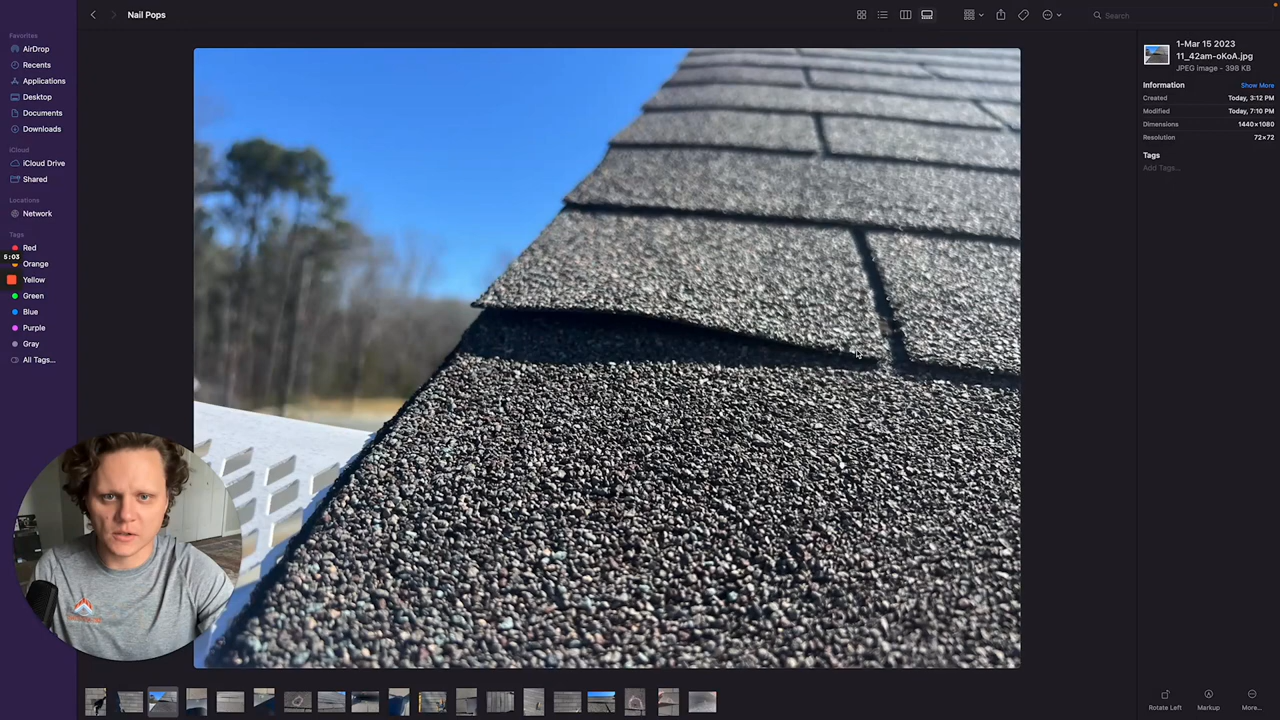 Nail Pops
Search
Favorites
AirDrop
Recents
Applications
Desktop
Documents
Downloads
iCloud
iCloud Drive
Shared
Locations
Network
Tags
Red
5:03
Orange
Yellow
Green
Blue
Purple
Gray
All Tags...
1-Mar 15 2023
11_42am-oKoA.jpg
JPEG image - 398 KB
Information
Show More
Created
Today, 3:12 PM
Modified
Today, 7:10 PM
Dimensions
1440×1080
Resolution
72×72
Tags
Add Tags...
Rotate Left
Markup
More...